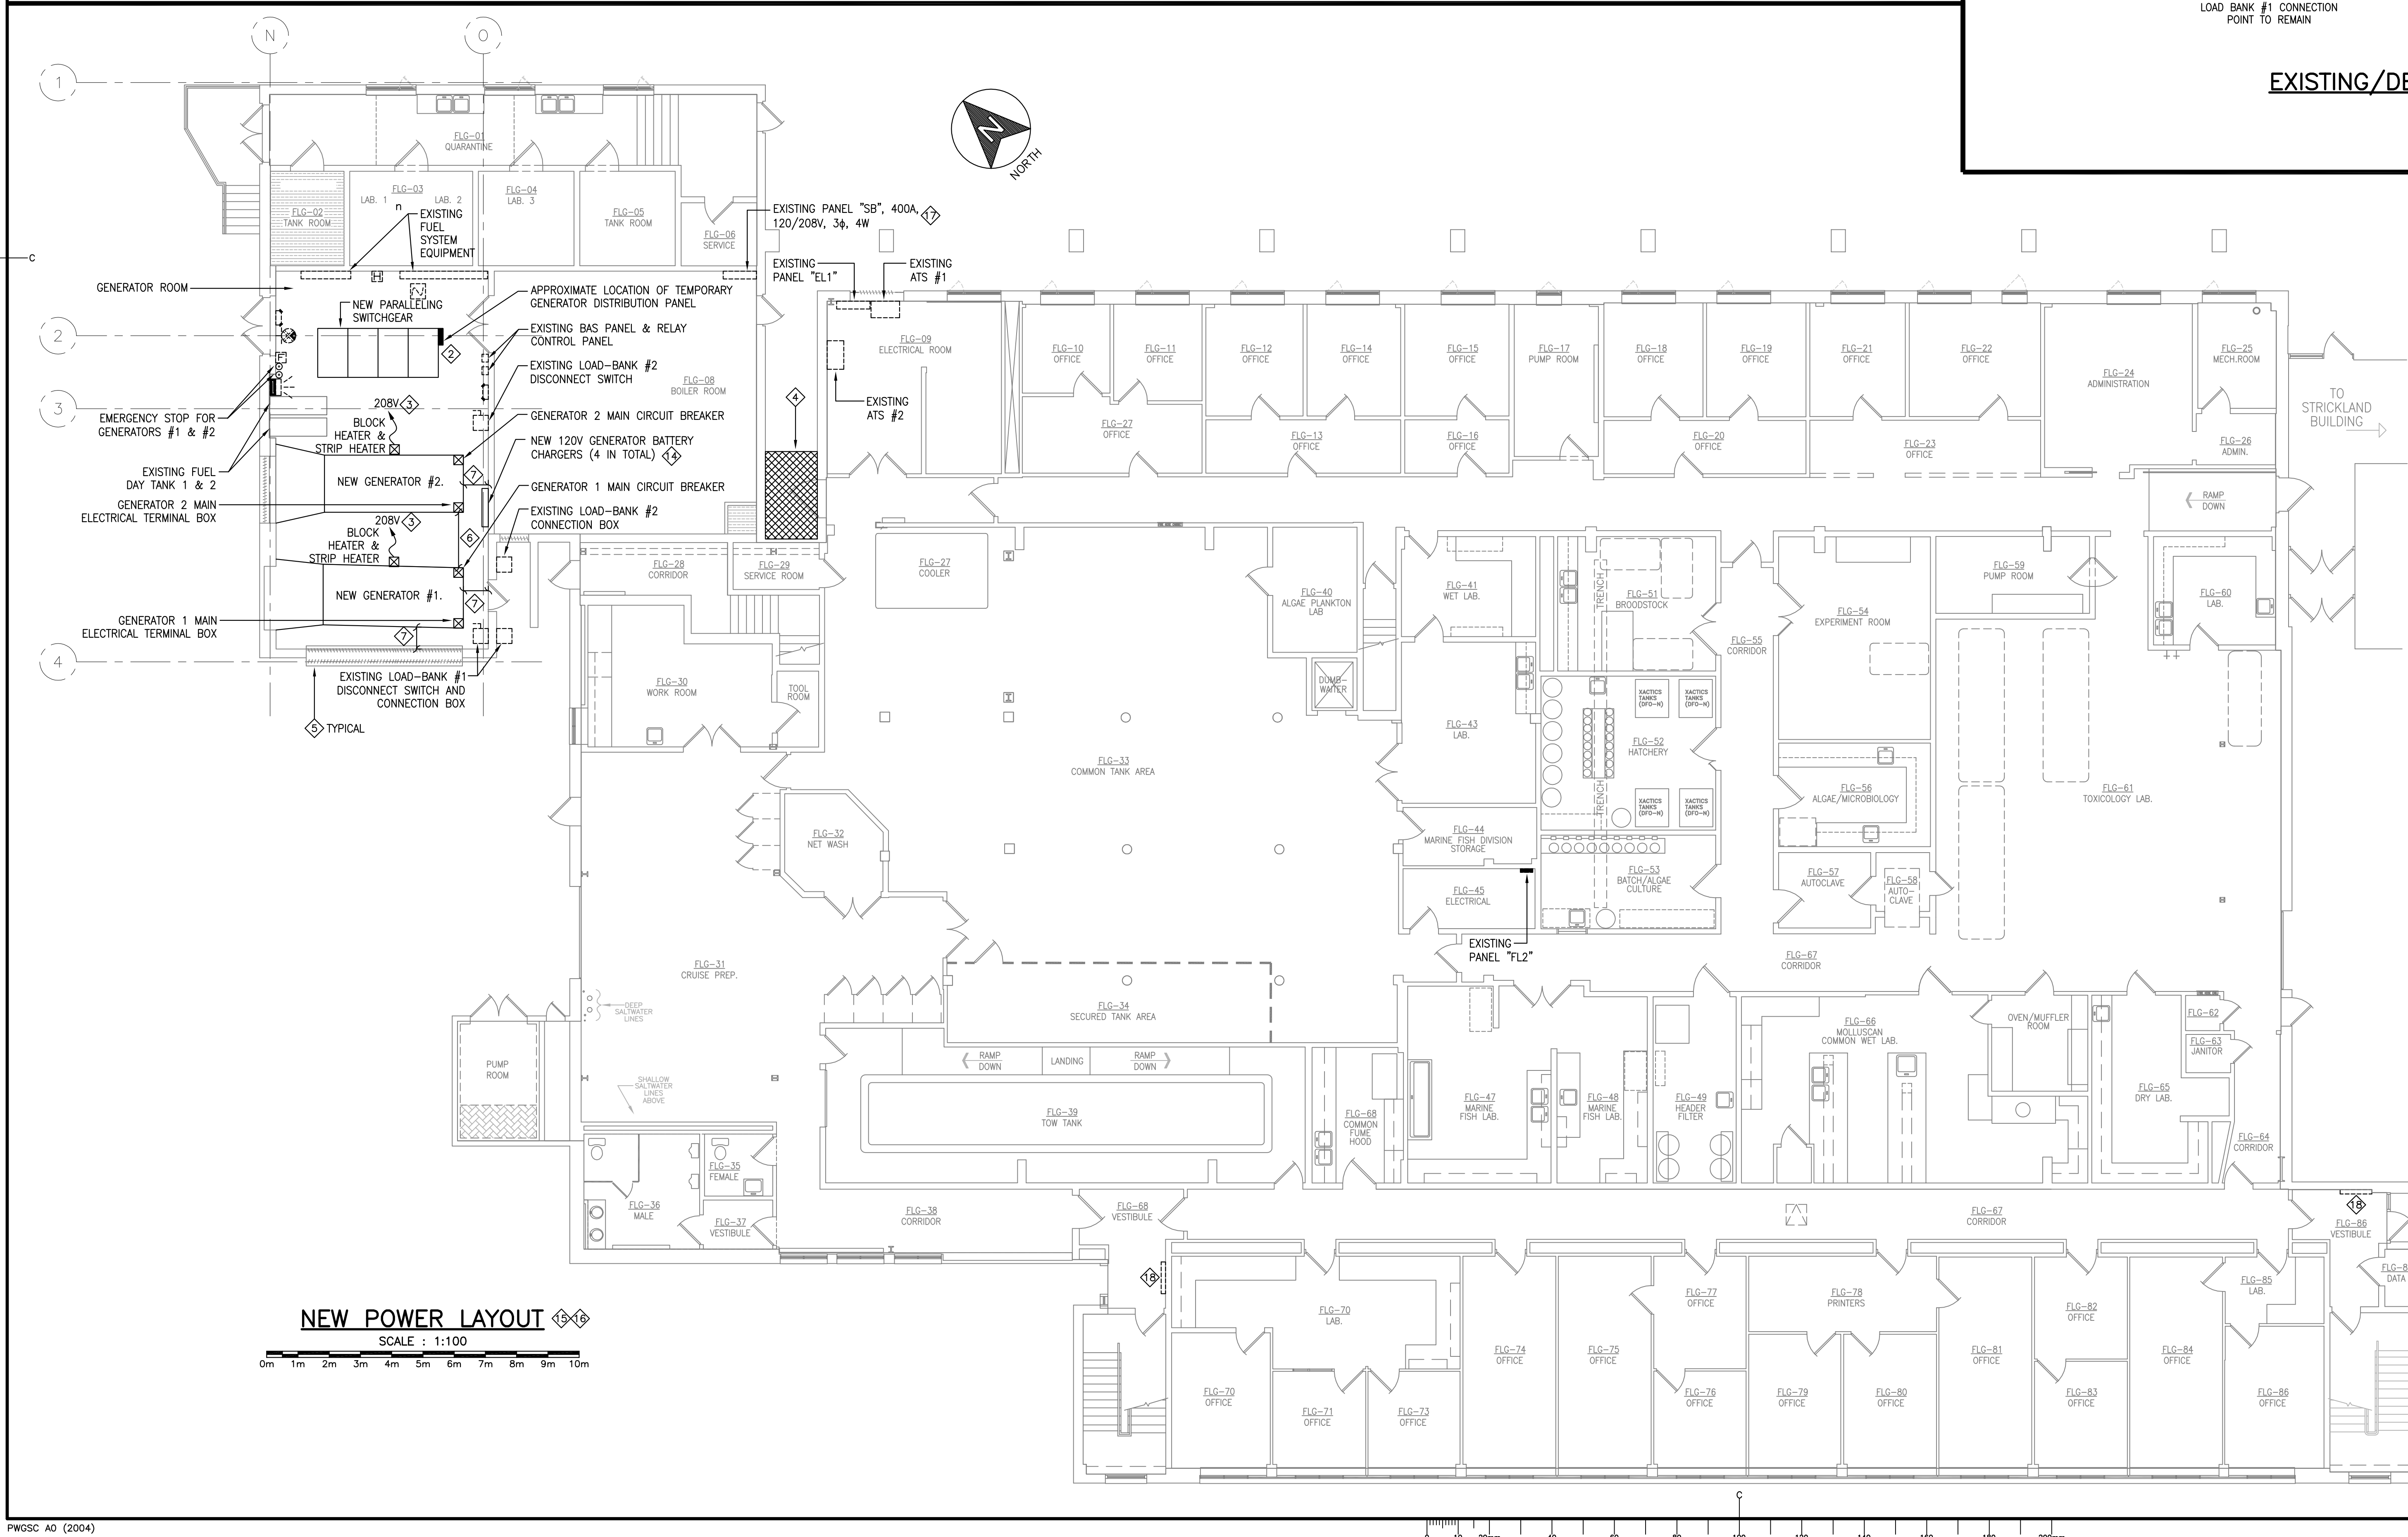 LOAD BANK #1 CONNECTION
POINT TO REMAIN
EXISTING/DE
N
O
1
2
3
4
C
NORTH
N
FLG-01
QUARANTINE
FLG-02
TANK ROOM
FLG-03
LAB. 1
LAB. 2
n
FLG-04
LAB. 3
FLG-05
TANK ROOM
FLG-06
SERVICE
EXISTING
FUEL
SYSTEM
EQUIPMENT
EXISTING PANEL "SB", 400A,
120/208V, 3ф, 4W
17
EXISTING
PANEL "EL1"
EXISTING
ATS #1
GENERATOR ROOM
NEW PARALLELING
SWITCHGEAR
APPROXIMATE LOCATION OF TEMPORARY
GENERATOR DISTRIBUTION PANEL
2
EXISTING BAS PANEL & RELAY
CONTROL PANEL
EXISTING LOAD-BANK #2
DISCONNECT SWITCH
FLG-08
BOILER ROOM
4
EXISTING
ATS #2
FLG-09
ELECTRICAL ROOM
EMERGENCY STOP FOR
GENERATORS #1 & #2
208V 3
BLOCK
HEATER &
STRIP HEATER
GENERATOR 2 MAIN CIRCUIT BREAKER
NEW 120V GENERATOR BATTERY
CHARGERS (4 IN TOTAL) 14
EXISTING FUEL
DAY TANK 1 & 2
NEW GENERATOR #2.
7
GENERATOR 1 MAIN CIRCUIT BREAKER
GENERATOR 2 MAIN
ELECTRICAL TERMINAL BOX
208V 3
BLOCK
HEATER &
STRIP HEATER
6
EXISTING LOAD-BANK #2
CONNECTION BOX
NEW GENERATOR #1.
7
GENERATOR 1 MAIN
ELECTRICAL TERMINAL BOX
7
EXISTING LOAD-BANK #1
DISCONNECT SWITCH AND
CONNECTION BOX
5 TYPICAL
FLG-10
OFFICE
FLG-11
OFFICE
FLG-12
OFFICE
FLG-14
OFFICE
FLG-15
OFFICE
FLG-17
PUMP ROOM
FLG-18
OFFICE
FLG-19
OFFICE
FLG-21
OFFICE
FLG-22
OFFICE
FLG-24
ADMINISTRATION
FLG-25
MECH.ROOM
FLG-27
OFFICE
FLG-13
OFFICE
FLG-16
OFFICE
FLG-20
OFFICE
FLG-23
OFFICE
FLG-26
ADMIN.
TO
STRICKLAND
BUILDING
RAMP
DOWN
FLG-28
CORRIDOR
FLG-29
SERVICE ROOM
FLG-27
COOLER
FLG-40
ALGAE PLANKTON
LAB
FLG-41
WET LAB.
TRENCH
FLG-51
BROODSTOCK
FLG-55
CORRIDOR
FLG-54
EXPERIMENT ROOM
FLG-59
PUMP ROOM
FLG-60
LAB.
FLG-30
WORK ROOM
TOOL
ROOM
DUMB-
WAITER
FLG-43
LAB.
XACTICS
TANKS
(DFO-N)
XACTICS
TANKS
(DFO-N)
FLG-52
HATCHERY
TRENCH
XACTICS
TANKS
(DFO-N)
XACTICS
TANKS
(DFO-N)
FLG-33
COMMON TANK AREA
FLG-56
ALGAE/MICROBIOLOGY
FLG-61
TOXICOLOGY LAB.
FLG-32
NET WASH
FLG-44
MARINE FISH DIVISION
STORAGE
FLG-45
ELECTRICAL
FLG-53
BATCH/ALGAE
CULTURE
FLG-57
AUTOCLAVE
FLG-58
AUTO-
CLAVE
EXISTING
PANEL "FL2"
FLG-67
CORRIDOR
FLG-31
CRUISE PREP.
DEEP
SALTWATER
LINES
FLG-34
SECURED TANK AREA
PUMP
ROOM
SHALLOW
SALTWATER
LINES
ABOVE
RAMP
DOWN
LANDING
RAMP
DOWN
FLG-39
TOW TANK
FLG-68
COMMON
FUME
HOOD
FLG-47
MARINE
FISH LAB.
FLG-48
MARINE
FISH LAB.
FLG-49
HEADER
FILTER
FLG-66
MOLLUSCAN
COMMON WET LAB.
OVEN/MUFFLER
ROOM
FLG-62
FLG-63
JANITOR
FLG-65
DRY LAB.
FLG-64
CORRIDOR
FLG-35
FEMALE
FLG-36
MALE
FLG-37
VESTIBULE
FLG-38
CORRIDOR
FLG-68
VESTIBULE
FLG-67
CORRIDOR
18
FLG-86
VESTIBULE
18
FLG-8
DATA
FLG-70
LAB.
FLG-77
OFFICE
FLG-78
PRINTERS
FLG-82
OFFICE
FLG-85
LAB.
FLG-74
OFFICE
FLG-75
OFFICE
FLG-81
OFFICE
FLG-84
OFFICE
FLG-70
OFFICE
FLG-71
OFFICE
FLG-73
OFFICE
FLG-76
OFFICE
FLG-79
OFFICE
FLG-80
OFFICE
FLG-83
OFFICE
FLG-86
OFFICE
NEW POWER LAYOUT 15 16
SCALE : 1:100
0m 1m 2m 3m 4m 5m 6m 7m 8m 9m 10m
C
PWGSC A0 (2004)